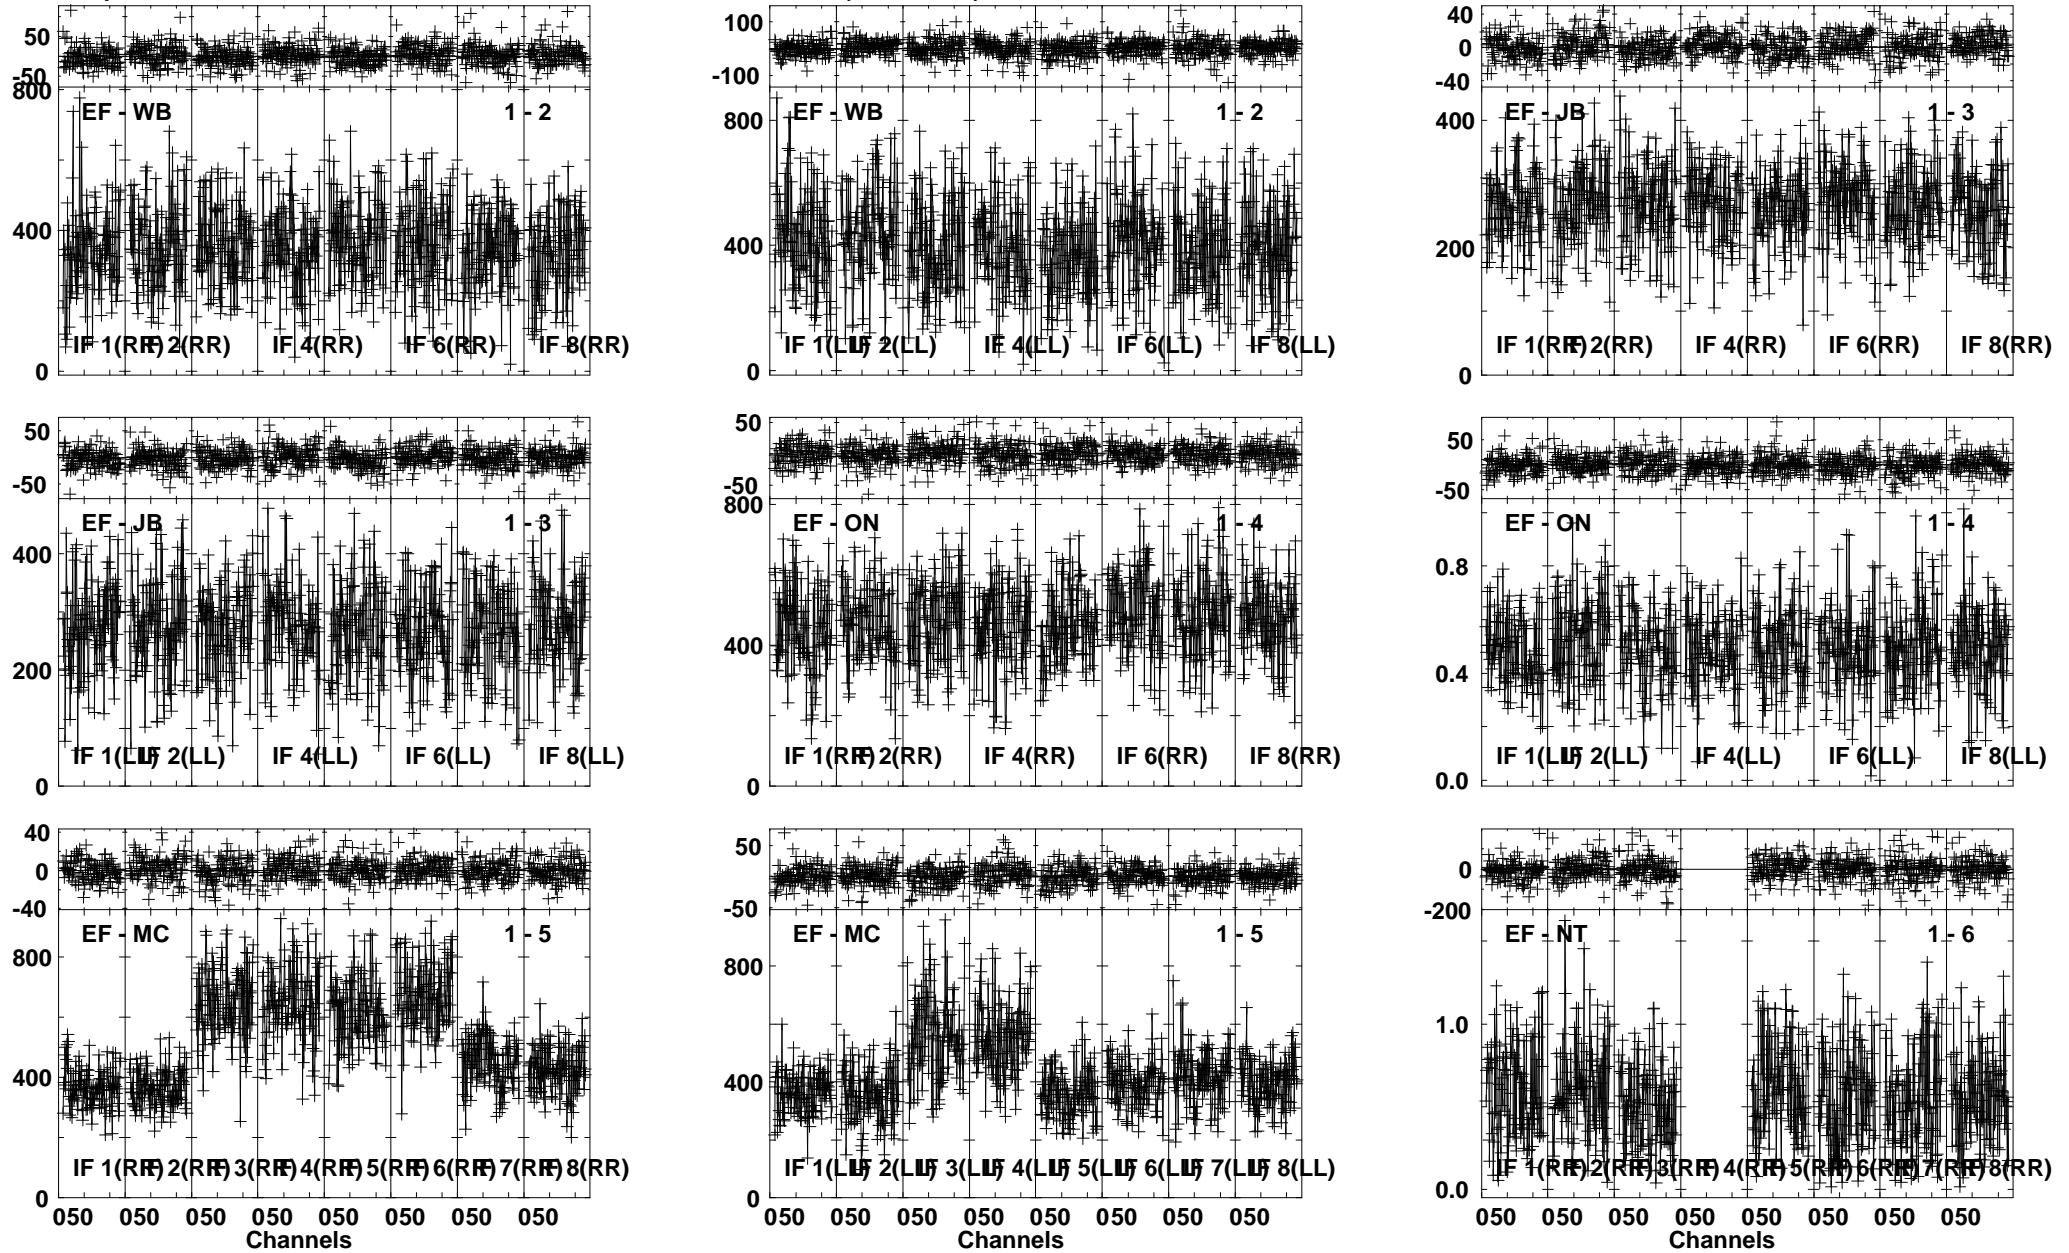 50
-50
800
EF - WB 1 - 2
400
IF 1(RR) IF 2(RR) IF 4(RR) IF 6(RR) IF 8(RR)
0
100
0
-100
800
EF - WB 1 - 2
400
IF 1(LL) IF 2(LL) IF 4(LL) IF 6(LL) IF 8(LL)
0
40
0
-40
400
EF - JB 1 - 3
200
IF 1(RR) IF 2(RR) IF 4(RR) IF 6(RR) IF 8(RR)
0
50
0
-50
EF - JB 1 - 3
400
200
IF 1(LL) IF 2(LL) IF 4(LL) IF 6(LL) IF 8(LL)
0
50
-50
800
EF - ON 1 - 4
400
IF 1(RR) IF 2(RR) IF 4(RR) IF 6(RR) IF 8(RR)
0
50
-50
EF - ON 1 - 4
0.8
0.4
IF 1(LL) IF 2(LL) IF 4(LL) IF 6(LL) IF 8(LL)
0.0
40
0
-40
EF - MC 1 - 5
800
400
IF 1(RR) IF 2(RR) IF 3(RR) IF 4(RR) IF 5(RR) IF 6(RR) IF 7(RR) IF 8(RR)
0
050 050 050 050 050 050 050 050
Channels
50
-50
EF - MC 1 - 5
800
400
IF 1(LL) IF 2(LL) IF 3(LL) IF 4(LL) IF 5(LL) IF 6(LL) IF 7(LL) IF 8(LL)
0
050 050 050 050 050 050 050 050
Channels
0
-200
EF - NT 1 - 6
1.0
IF 1(RR) IF 2(RR) IF 3(RR) IF 4(RR) IF 5(RR) IF 6(RR) IF 7(RR) IF 8(RR)
0.0
050 050 050 050 050 050 050 050
Channels